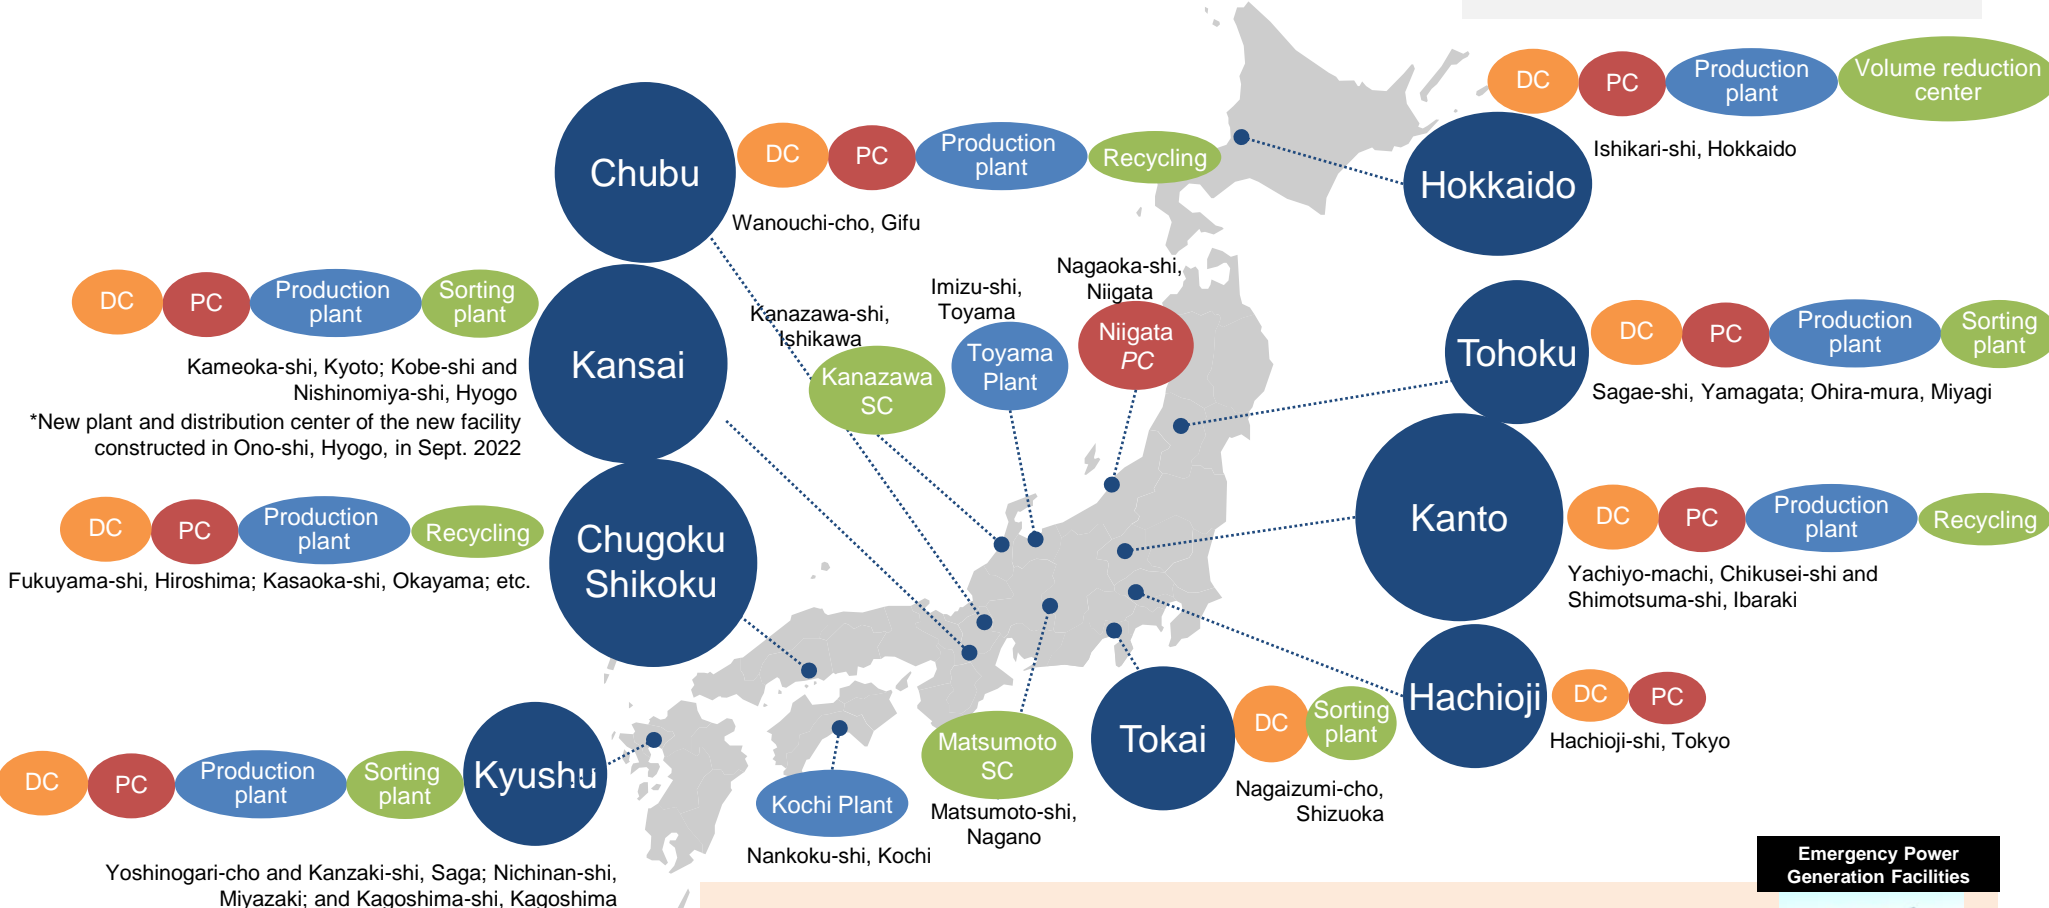 DC
PC
Production
plant
Volume reduction
center
Hokkaido
Ishikari-shi, Hokkaido
Chubu
DC
PC
Production
plant
Recycling
Wanouchi-cho, Gifu
DC
PC
Production
plant
Sorting
plant
Kansai
Kameoka-shi, Kyoto; Kobe-shi and
Nishinomiya-shi, Hyogo
*New plant and distribution center of the new facility
constructed in Ono-shi, Hyogo, in Sept. 2022
Kanazawa-shi,
Ishikawa
Kanazawa
SC
Imizu-shi,
Toyama
Toyama
Plant
Nagaoka-shi,
Niigata
Niigata
PC
Tohoku
DC
PC
Production
plant
Sorting
plant
Sagae-shi, Yamagata; Ohira-mura, Miyagi
DC
PC
Production
plant
Recycling
Chugoku
Shikoku
Fukuyama-shi, Hiroshima; Kasaoka-shi, Okayama; etc.
Kanto
DC
PC
Production
plant
Recycling
Yachiyo-machi, Chikusei-shi and
Shimotsuma-shi, Ibaraki
Hachioji
DC
PC
Hachioji-shi, Tokyo
Tokai
DC
Sorting
plant
Nagaizumi-cho,
Shizuoka
Matsumoto
SC
Matsumoto-shi,
Nagano
Kochi Plant
Nankoku-shi, Kochi
DC
PC
Production
plant
Sorting
plant
Kyushu
Yoshinogari-cho and Kanzaki-shi, Saga; Nichinan-shi,
Miyazaki; and Kagoshima-shi, Kagoshima
Emergency Power
Generation Facilities